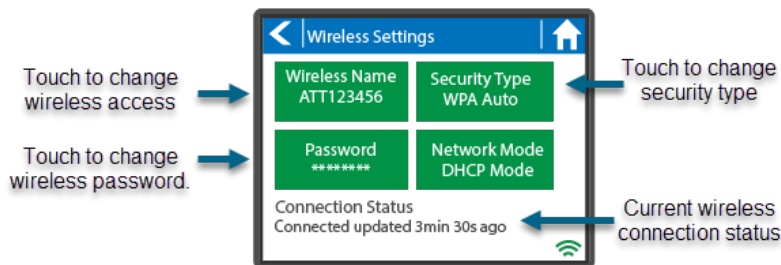 Wireless Settings
Touch to change
wireless access
Wireless Name
ATT123456
Security Type
WPA Auto
Touch to change
security type
Touch to change
wireless password.
Password
********
Network Mode
DHCP Mode
Connection Status
Connected updated 3min 30s ago
Current wireless
connection status